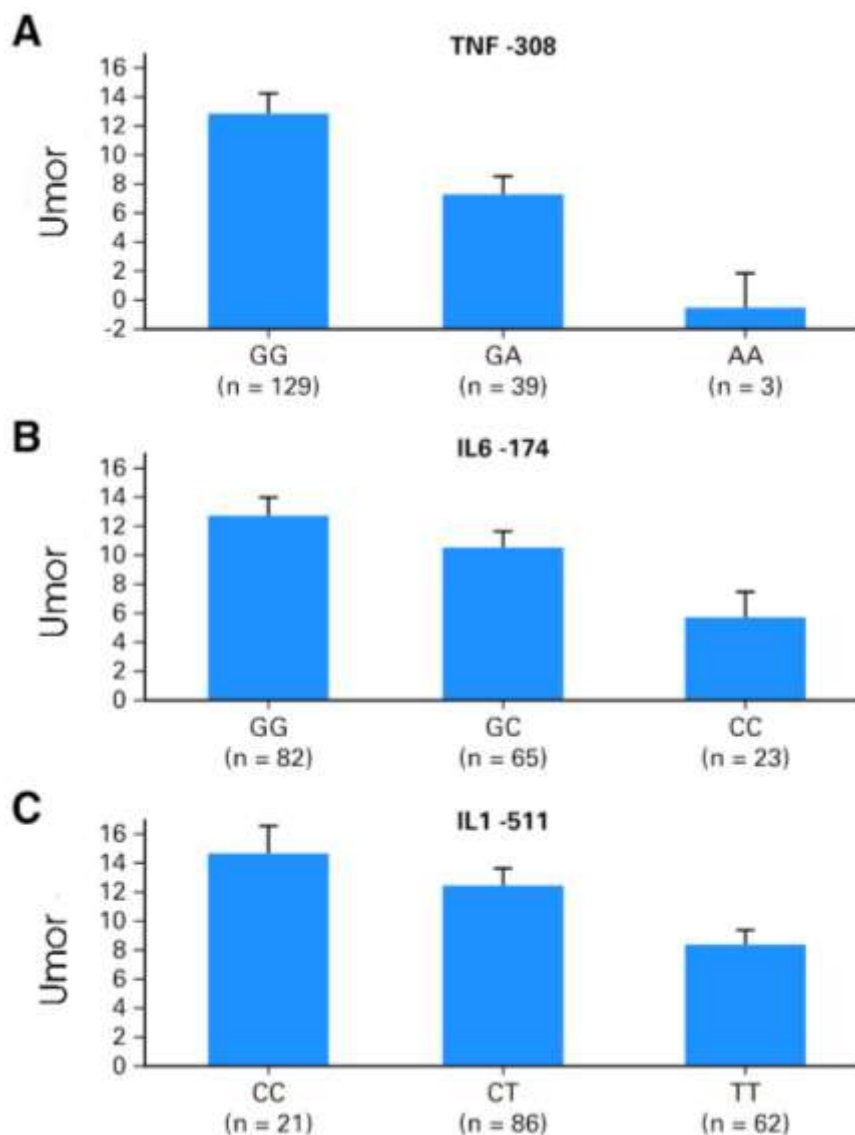 A
TNF -308
Umor
16
14
12
10
8
6
4
2
0
-2
GG GA AA
(n = 129) (n = 39) (n = 3)
B
IL6 -174
Umor
16
14
12
10
8
6
4
2
0
GG GC CC
(n = 82) (n = 65) (n = 23)
C
IL1 -511
Umor
16
14
12
10
8
6
4
2
0
CC CT TT
(n = 21) (n = 86) (n = 62)